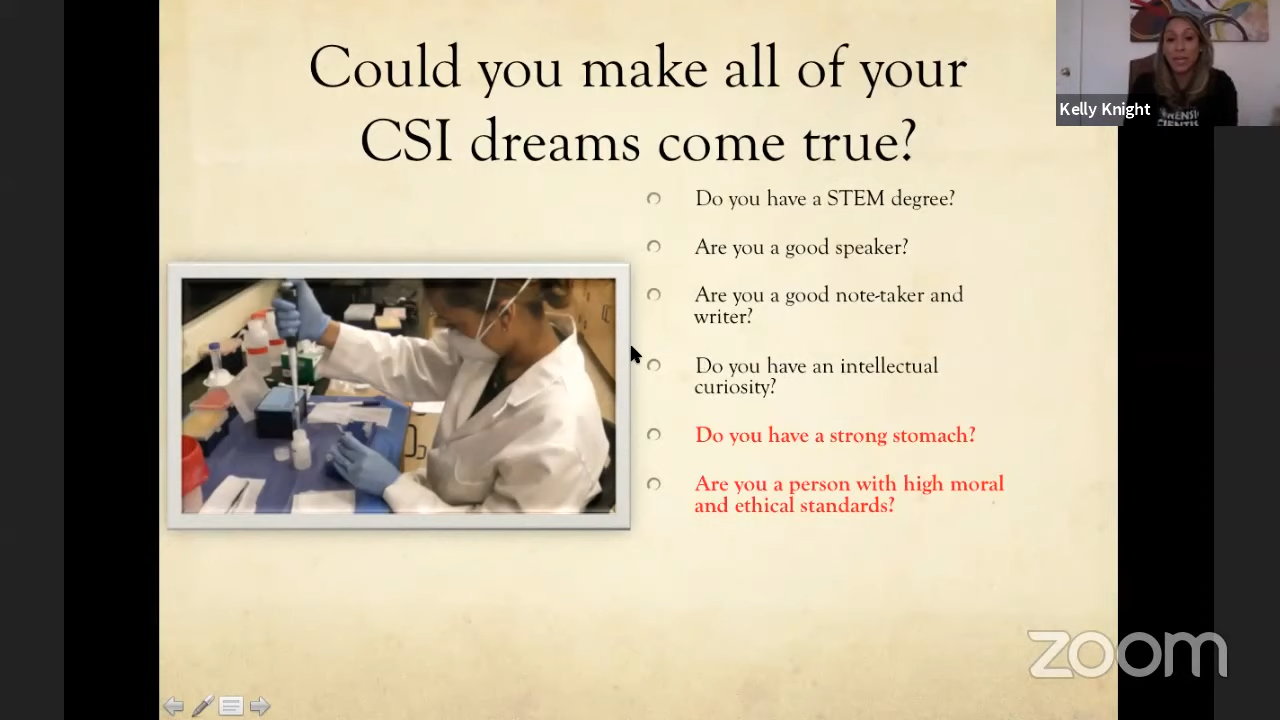 Could you make all of your
CSI dreams come true?
Kelly Knight
Do you have a STEM degree?
Are you a good speaker?
Are you a good note-taker and
writer?
Do you have an intellectual
curiosity?
Do you have a strong stomach?
Are you a person with high moral
and ethical standards?
zoom